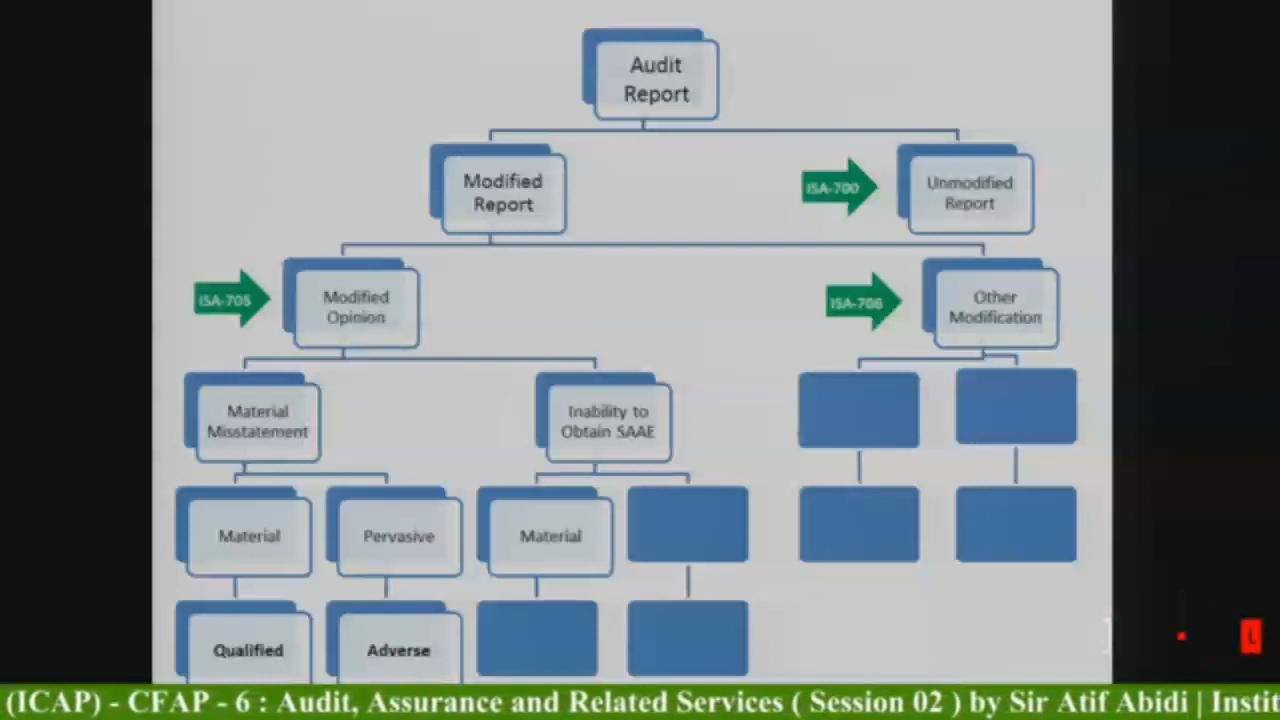 Audit
Report
Modified
Report
ISA-700
Unmodified
Report
ISA-705
Modified
Opinion
ISA-706
Other
Modification
Material
Misstatement
Inability to
Obtain SAAE
Material
Pervasive
Material
Qualified
Adverse
(ICAP) - CFAP - 6 : Audit, Assurance and Related Services ( Session 02 ) by Sir Atif Abidi | Instit